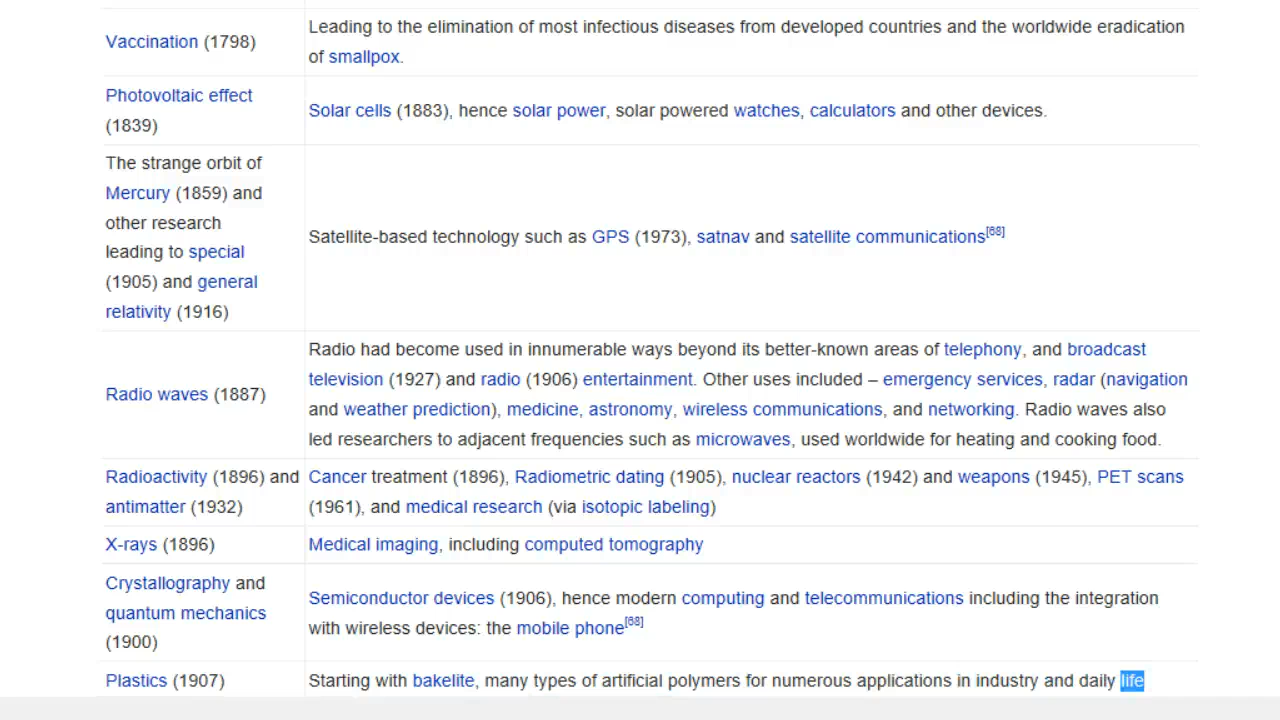 Vaccination (1798)
Leading to the elimination of most infectious diseases from developed countries and the worldwide eradication
of smallpox.
Photovoltaic effect
(1839)
Solar cells (1883), hence solar power, solar powered watches, calculators and other devices.
The strange orbit of
Mercury (1859) and
other research
leading to special
(1905) and general
relativity (1916)
Satellite-based technology such as GPS (1973), satnav and satellite communications[68]
Radio waves (1887)
Radio had become used in innumerable ways beyond its better-known areas of telephony, and broadcast
television (1927) and radio (1906) entertainment. Other uses included – emergency services, radar (navigation
and weather prediction), medicine, astronomy, wireless communications, and networking. Radio waves also
led researchers to adjacent frequencies such as microwaves, used worldwide for heating and cooking food.
Radioactivity (1896) and
antimatter (1932)
Cancer treatment (1896), Radiometric dating (1905), nuclear reactors (1942) and weapons (1945), PET scans
(1961), and medical research (via isotopic labeling)
X-rays (1896)
Medical imaging, including computed tomography
Crystallography and
quantum mechanics
(1900)
Semiconductor devices (1906), hence modern computing and telecommunications including the integration
with wireless devices: the mobile phone[68]
Plastics (1907)
Starting with bakelite, many types of artificial polymers for numerous applications in industry and daily life